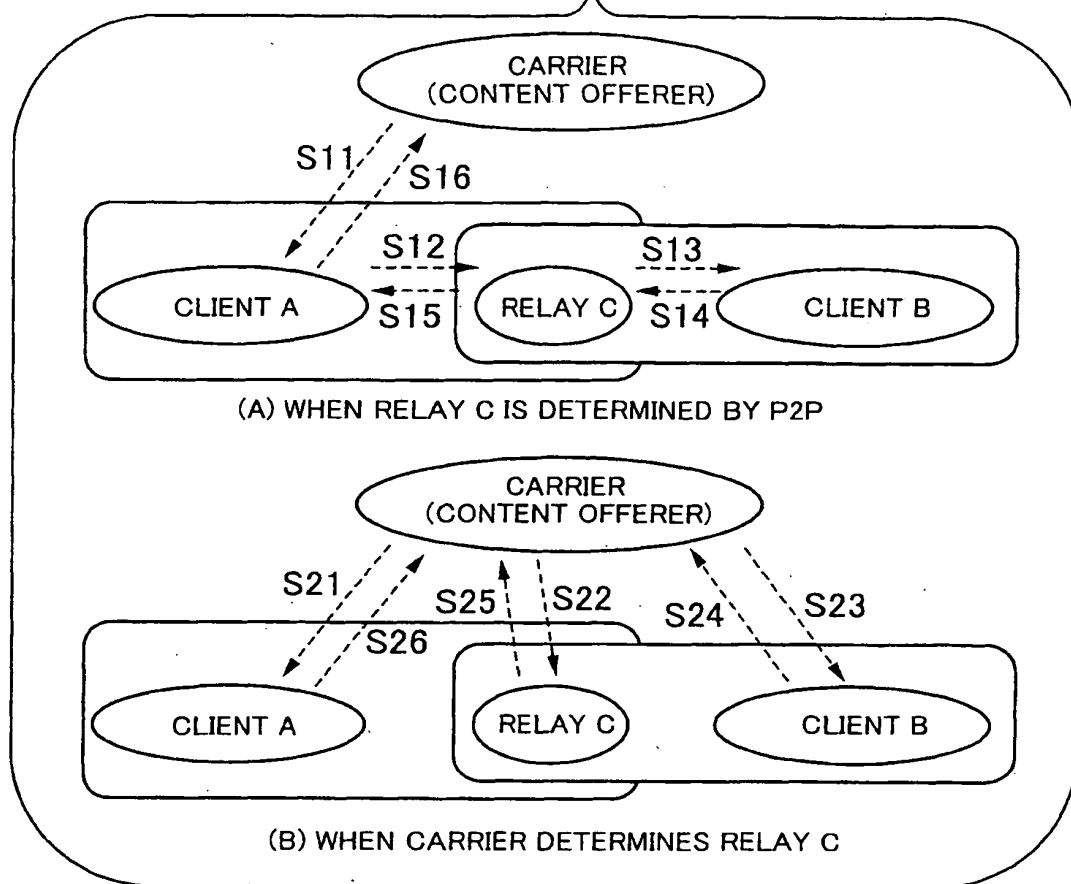 CARRIER
(CONTENT OFFERER)
S11
S16
S12
S13
CLIENT A
RELAY C
CLIENT B
S15
S14
(A) WHEN RELAY C IS DETERMINED BY P2P
CARRIER
(CONTENT OFFERER)
S21
S26
S25
S22
S24
S23
CLIENT A
RELAY C
CLIENT B
(B) WHEN CARRIER DETERMINES RELAY C